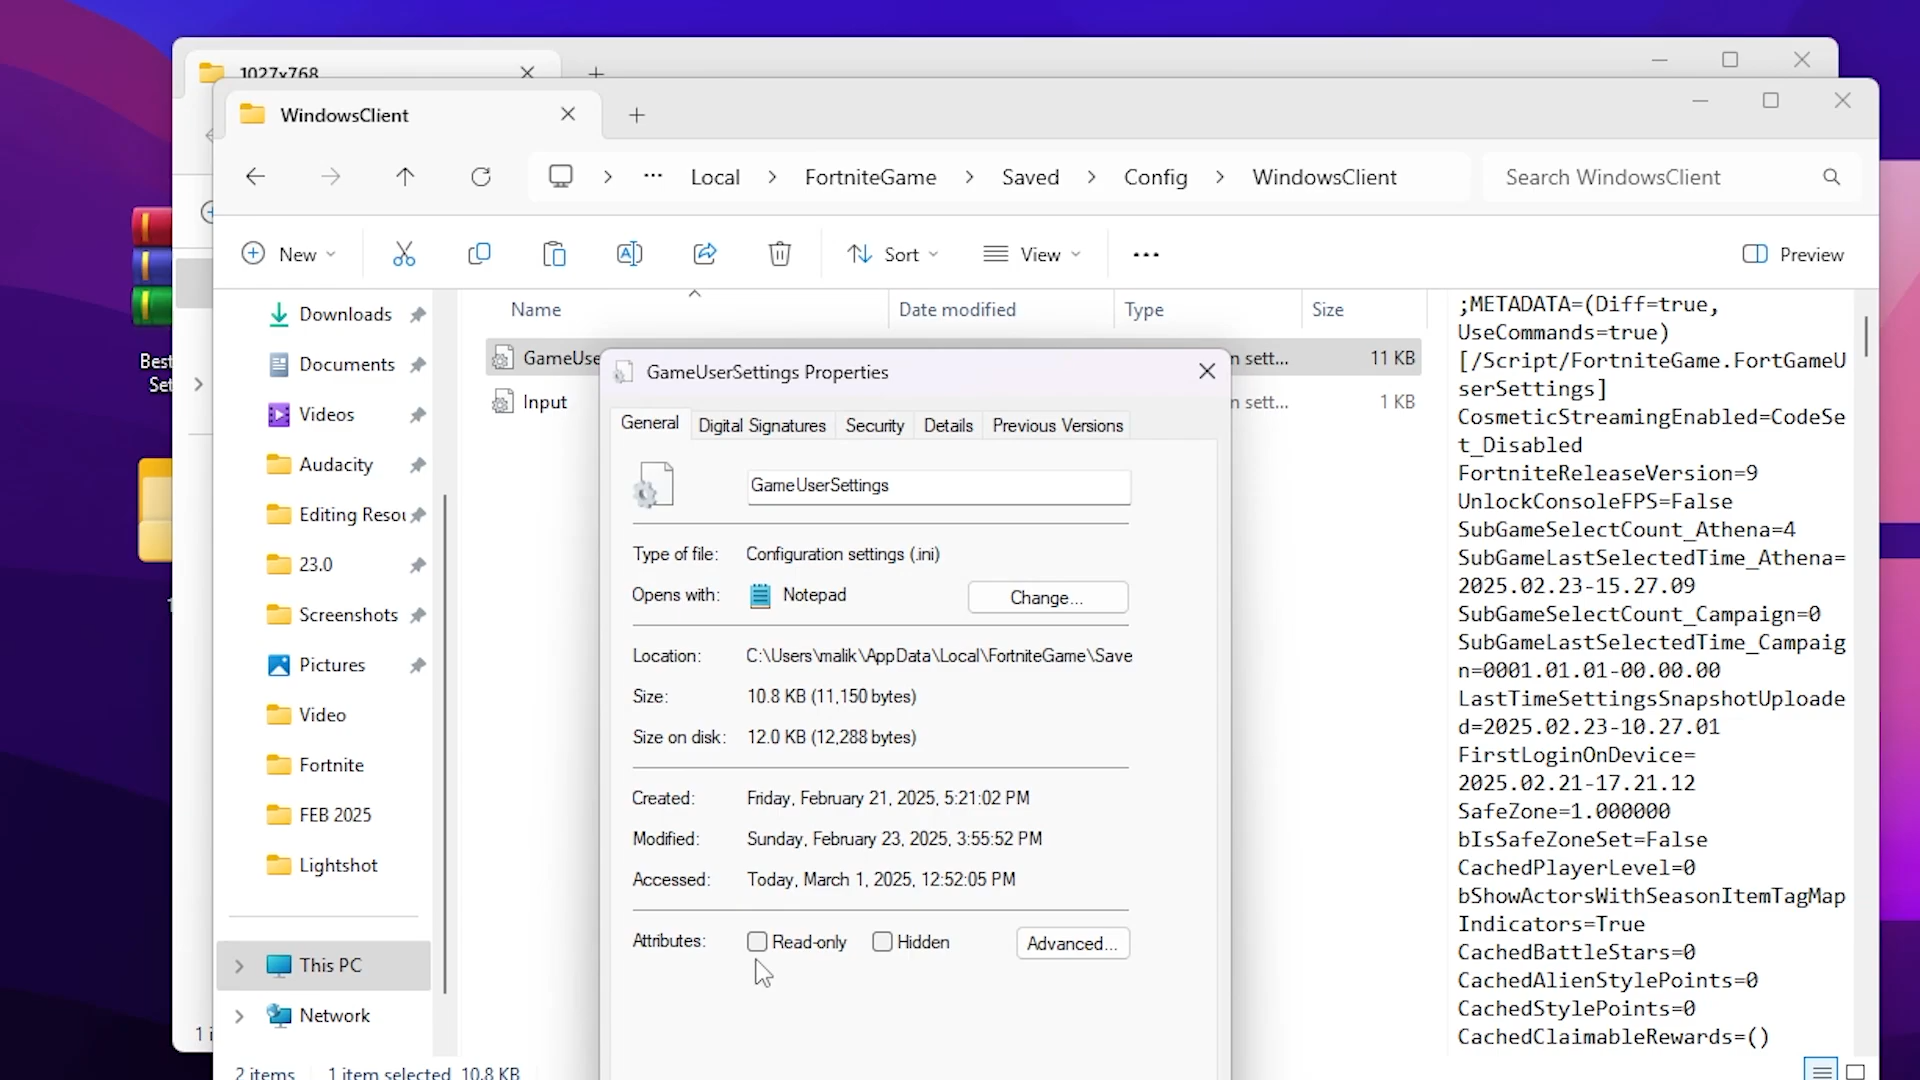 1027x768
WindowsClient
Local
FortniteGame
Saved
Config
WindowsClient
Search WindowsClient
New
Sort
View
Preview
Name
Date modified
Type
Size
Downloads
Documents
Videos
Audacity
Editing Resou
23.0
Screenshots
Pictures
Video
Fortnite
FEB 2025
Lightshot
This PC
Network
Best
Set
GameUse
n sett...
11 KB
Input
n sett...
1 KB
GameUserSettings Properties
General
Digital Signatures
Security
Details
Previous Versions
GameUserSettings
Type of file: Configuration settings (.ini)
Opens with: Notepad
Change...
Location: C:\Users\malik\AppData\Local\FortniteGame\Save
Size: 10.8 KB (11,150 bytes)
Size on disk: 12.0 KB (12,288 bytes)
Created: Friday, February 21, 2025, 5:21:02 PM
Modified: Sunday, February 23, 2025, 3:55:52 PM
Accessed: Today, March 1, 2025, 12:52:05 PM
Attributes: Read-only Hidden
Advanced...
;METADATA=(Diff=true,
UseCommands=true)
[/Script/FortniteGame.FortGameU
serSettings]
CosmeticStreamingEnabled=CodeSe
t_Disabled
FortniteReleaseVersion=9
UnlockConsoleFPS=False
SubGameSelectCount_Athena=4
SubGameLastSelectedTime_Athena=
2025.02.23-15.27.09
SubGameSelectCount_Campaign=0
SubGameLastSelectedTime_Campaig
n=0001.01.01-00.00.00
LastTimeSettingsSnapshotUploade
d=2025.02.23-10.27.01
FirstLoginOnDevice=
2025.02.21-17.21.12
SafeZone=1.000000
bIsSafeZoneSet=False
CachedPlayerLevel=0
bShowActorsWithSeasonItemTagMap
Indicators=True
CachedBattleStars=0
CachedAlienStylePoints=0
CachedStylePoints=0
CachedClaimableRewards=()
2 items
1 item selected 10.8 KB